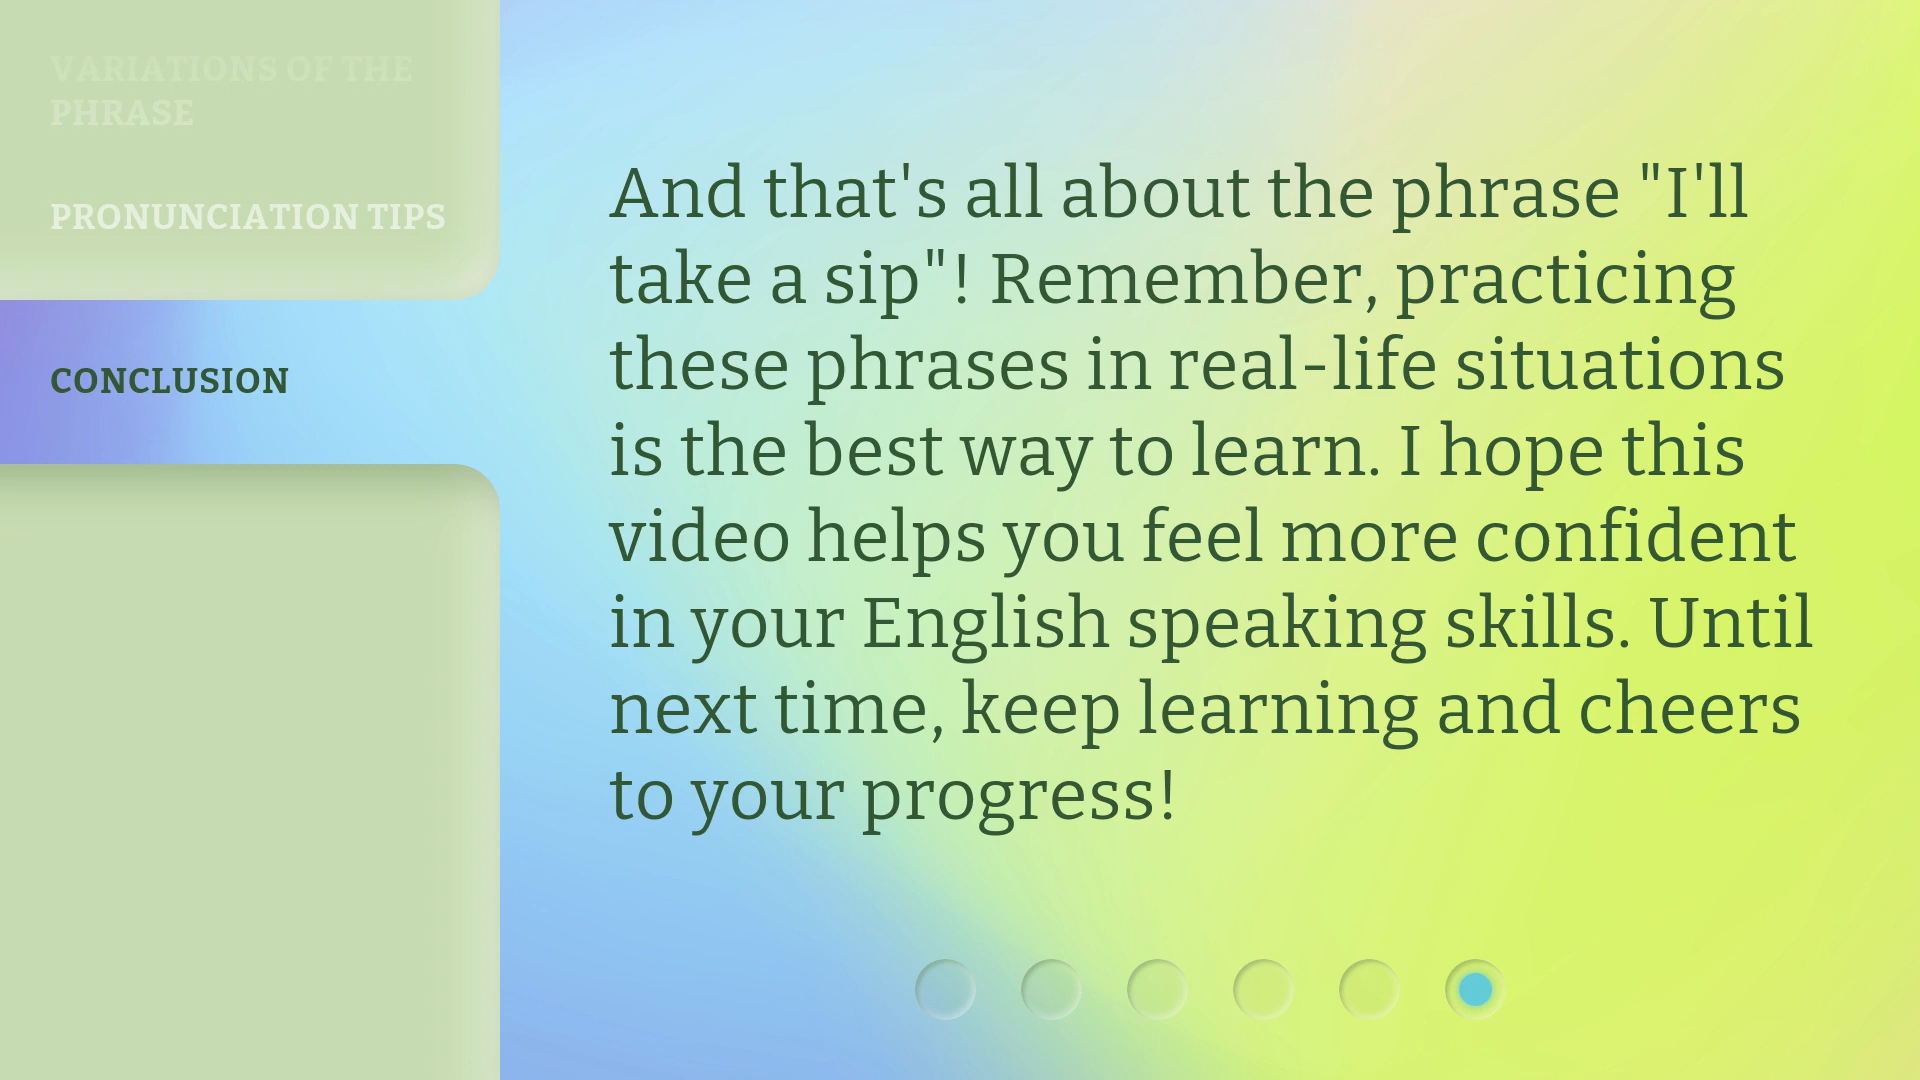 VARIATIONS OF THE
PHRASE
PRONUNCIATION TIPS
CONCLUSION
And that's all about the phrase "I'll
take a sip"! Remember, practicing
these phrases in real-life situations
is the best way to learn. I hope this
video helps you feel more confident
in your English speaking skills. Until
next time, keep learning and cheers
to your progress!